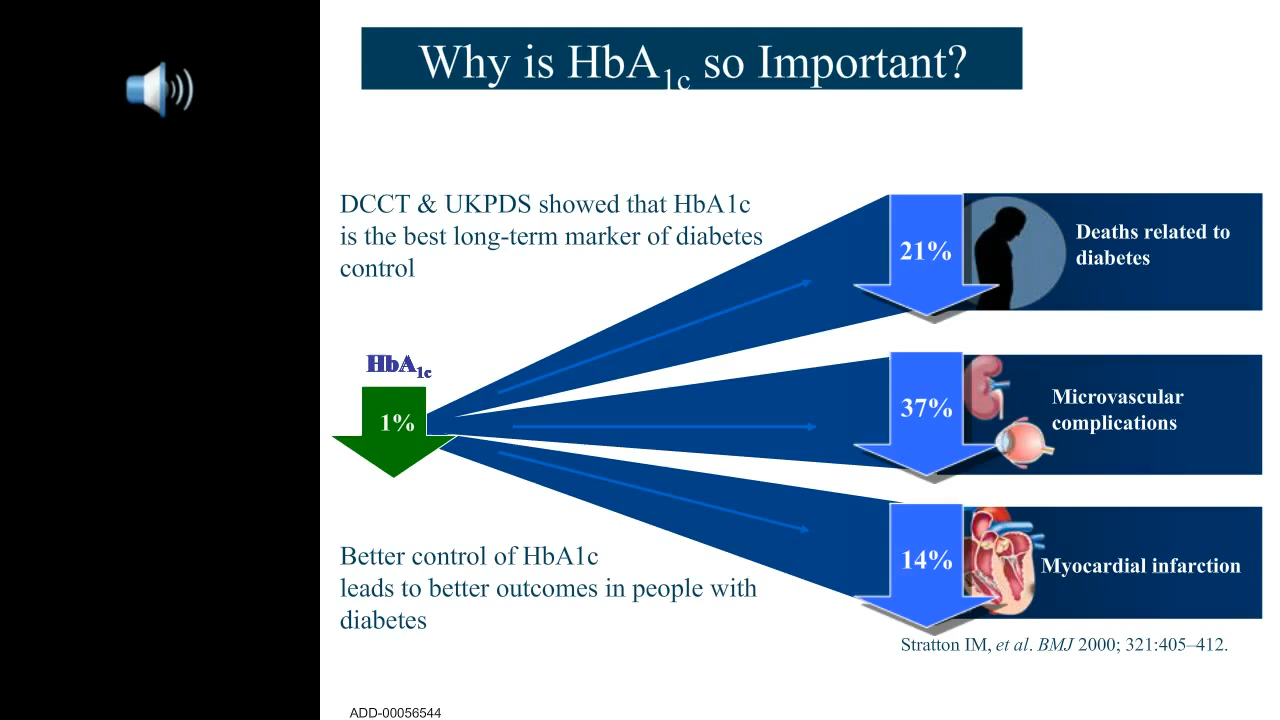 Why is HbA1c so Important?
DCCT & UKPDS showed that HbA1c
is the best long-term marker of diabetes
control
HbA1c
1%
21%
Deaths related to
diabetes
37%
Microvascular
complications
14%
Myocardial infarction
Better control of HbA1c
leads to better outcomes in people with
diabetes
Stratton IM, et al. BMJ 2000; 321:405–412.
ADD-00056544